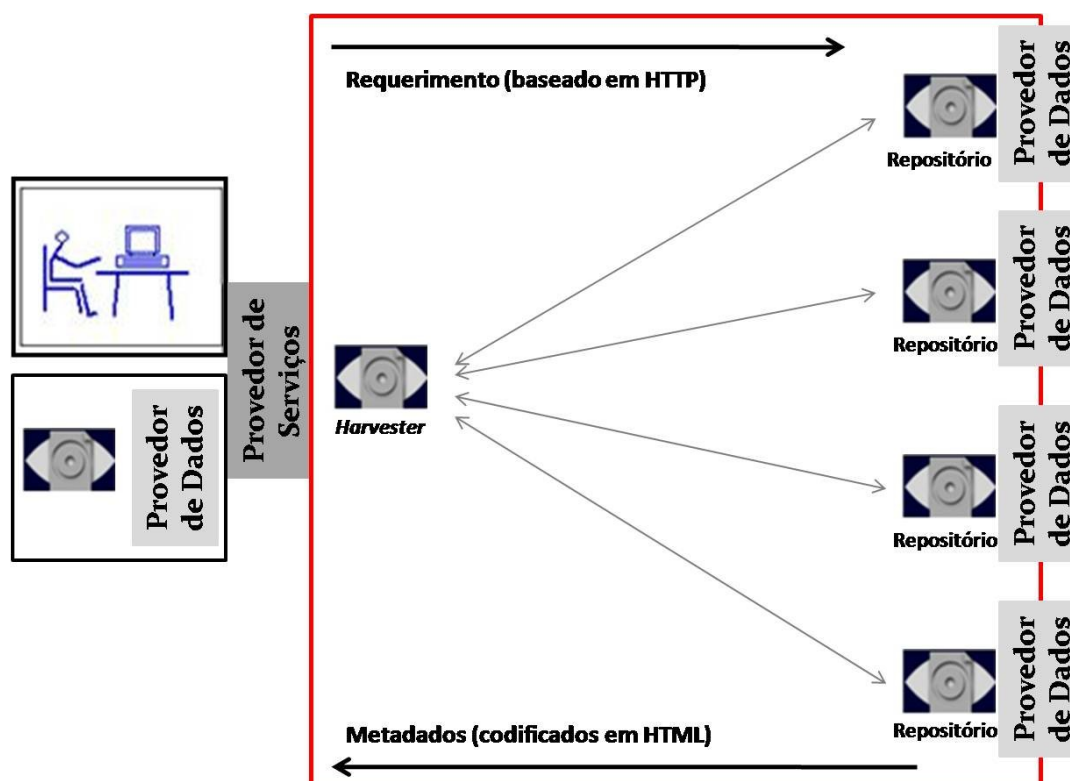 Requerimento (baseado em HTTP)
Provedor
de Dados
Repositório
Provedor
de Dados
Repositório
Provedor de
Serviços
Harvester
Provedor
de Dados
Provedor
de Dados
Repositório
Provedor
de Dados
Repositório
Metadados (codificados em HTML)